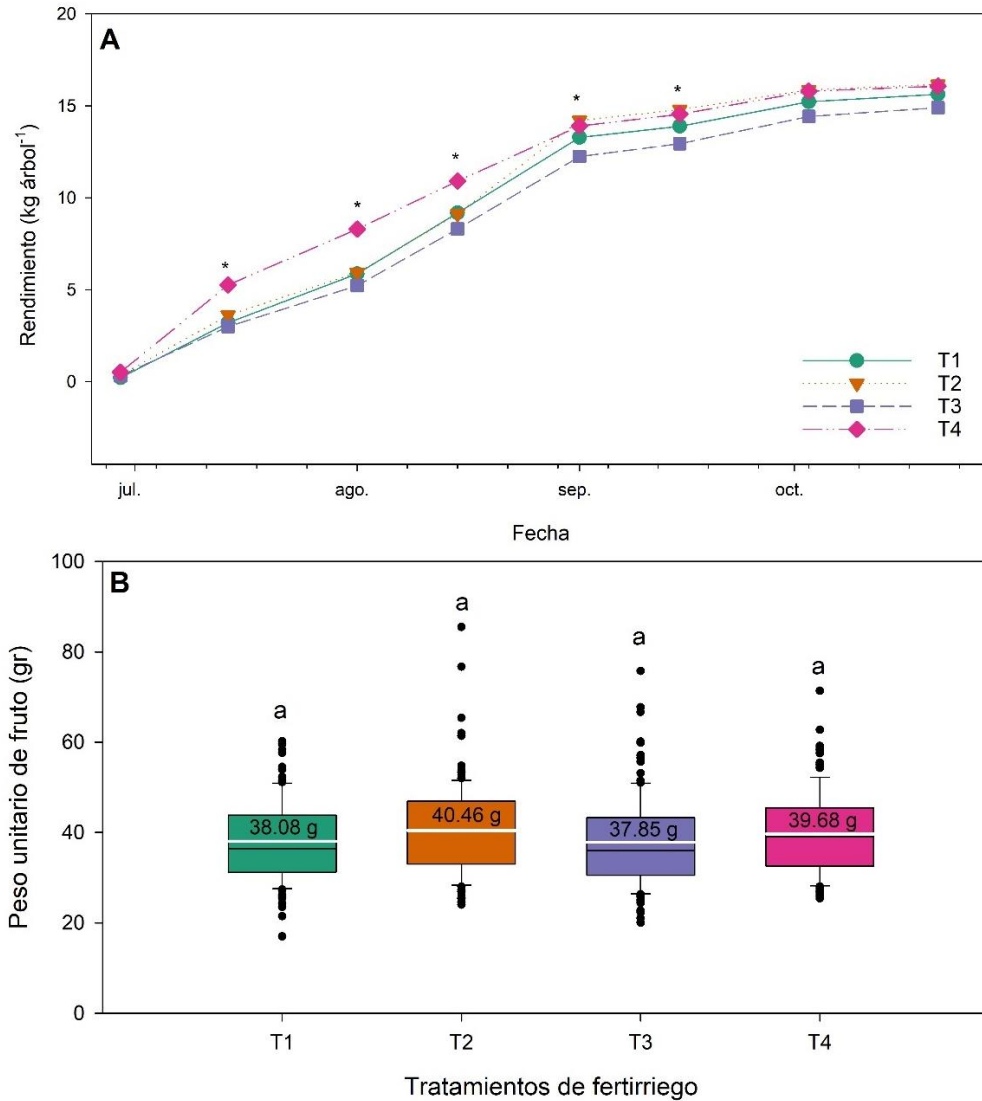 A
20
15
10
5
0
Rendimiento (kg árbol⁻¹)
*
*
*
*
*
T1
T2
T3
T4
jul.
ago.
sep.
oct.
Fecha
B
100
80
60
40
20
0
Peso unitario de fruto (gr)
a
a
a
a
38.08 g
40.46 g
37.85 g
39.68 g
T1
T2
T3
T4
Tratamientos de fertirriego